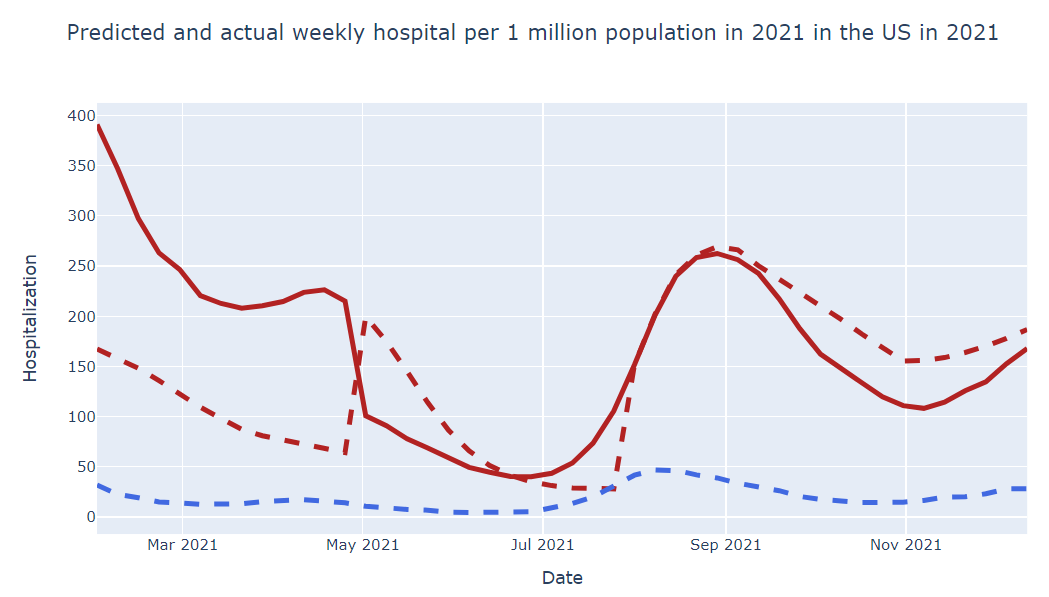 Predicted and actual weekly hospital per 1 million population in 2021 in the US in 2021
400
350
300
250
200
150
100
50
0
Hospitalization
Mar 2021
May 2021
Jul 2021
Sep 2021
Nov 2021
Date